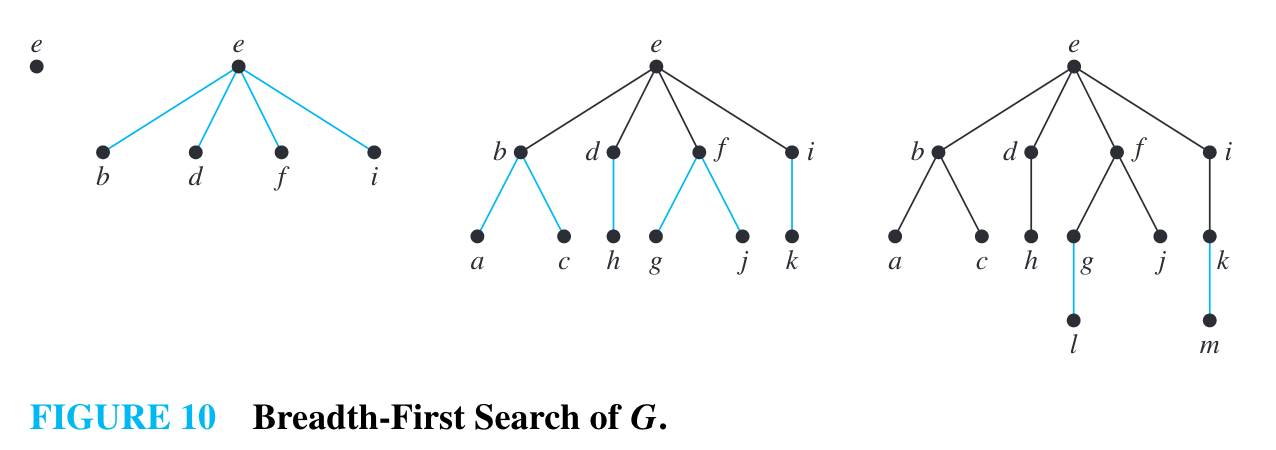 e e e e
b d f i b d f i b d f i
a c h g j k a c h g j k
l m
FIGURE 10 Breadth-First Search of G.